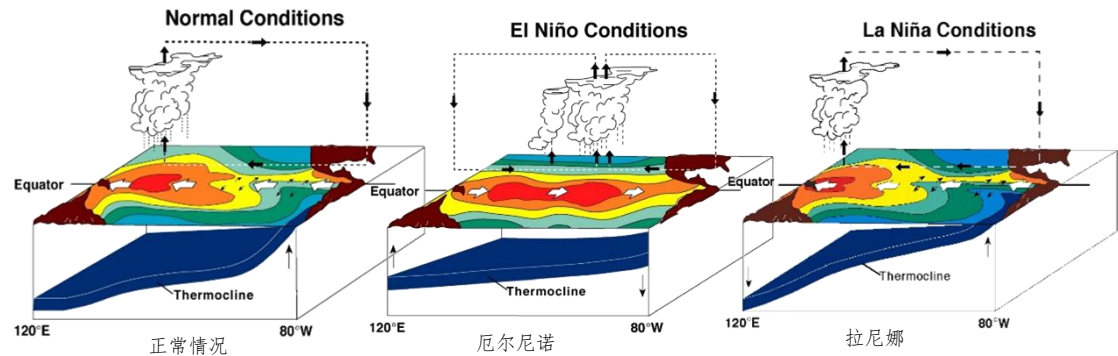 Normal Conditions
El Niño Conditions
La Niña Conditions
Equator
Equator
Equator
Thermocline
Thermocline
Thermocline
120°E
80°W
120°E
80°W
120°E
80°W
正常情况
厄尔尼诺
拉尼娜